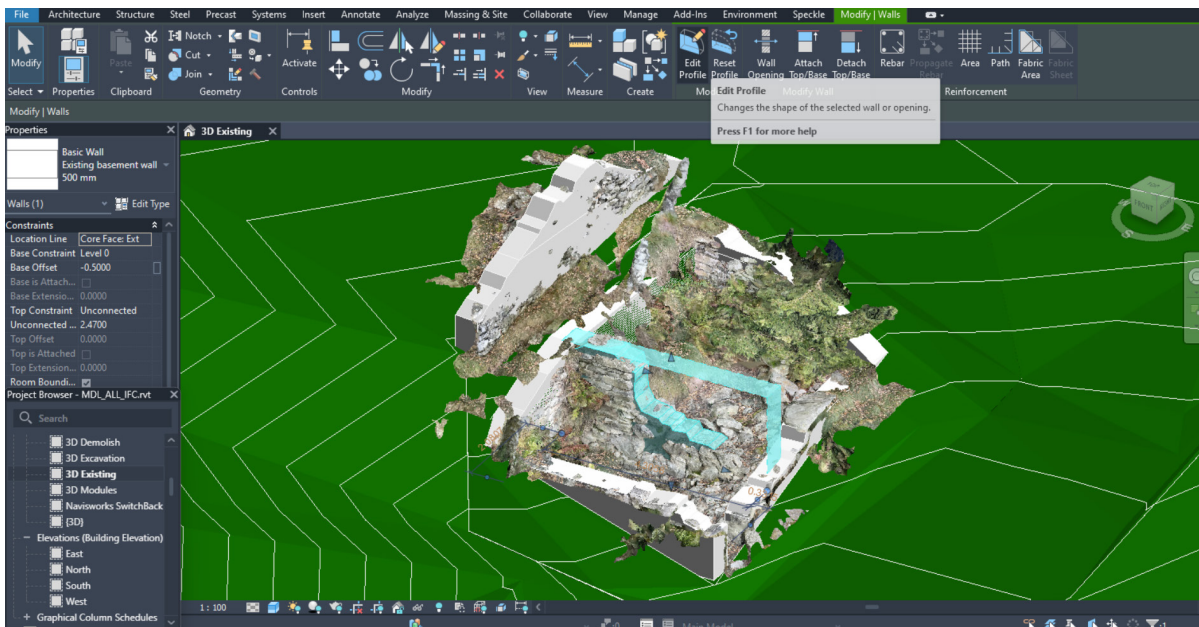 File Architecture Structure Steel Precast Systems Insert Annotate Analyze Massing & Site Collaborate View Manage Add-Ins Environment Speckle Modify | Walls
Modify
Paste
Notch
Cut
Join
Activate
Edit Profile
Reset Profile
Wall Opening
Attach Top/Base
Detach Top/Base
Rebar
Propagate Rebar
Area
Path
Fabric Area
Fabric Sheet
Select Properties Clipboard Geometry Controls Modify View Measure Create Modify Wall Reinforcement
Edit Profile
Changes the shape of the selected wall or opening.
Press F1 for more help
Modify | Walls
Properties
3D Existing
Basic Wall
Existing basement wall
500 mm
Walls (1) Edit Type
Constraints
Location Line Core Face: Ext
Base Constraint Level 0
Base Offset -0.5000
Base is Attach...
Base Extensio... 0.0000
Top Constraint Unconnected
Unconnected ... 2.4700
Top Offset 0.0000
Top is Attached
Top Extension... 0.0000
Room Boundi...
Project Browser - MDL_ALL_IFC.rvt
Search
3D Demolish
3D Excavation
3D Existing
3D Modules
Navisworks SwitchBack
{3D}
Elevations (Building Elevation)
East
North
South
West
Graphical Column Schedules
FRONT
S
E
0.3
1 : 100
Main Model
:1